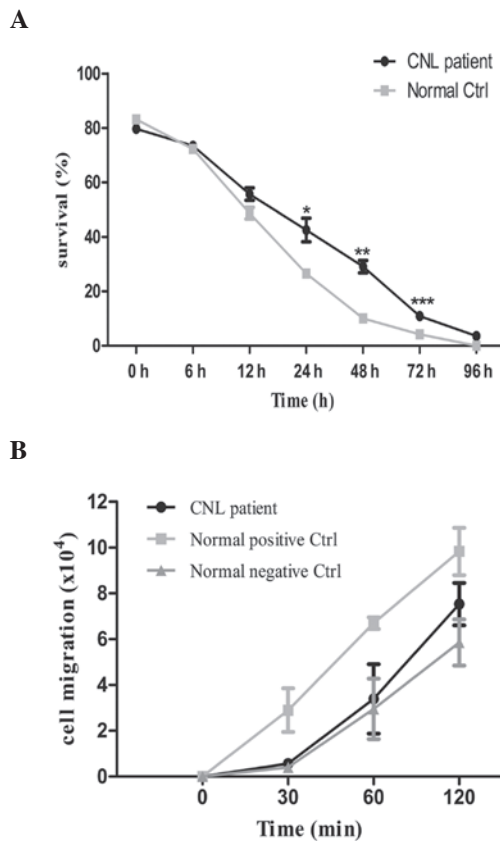 A
CNL patient
Normal Ctrl
100
80
60
40
20
0
survival (%)
*
**
***
0 h 6 h 12 h 24 h 48 h 72 h 96 h
Time (h)
B
CNL patient
Normal positive Ctrl
Normal negative Ctrl
12
10
8
6
4
2
0
cell migration (x10⁴)
0 30 60 120
Time (min)